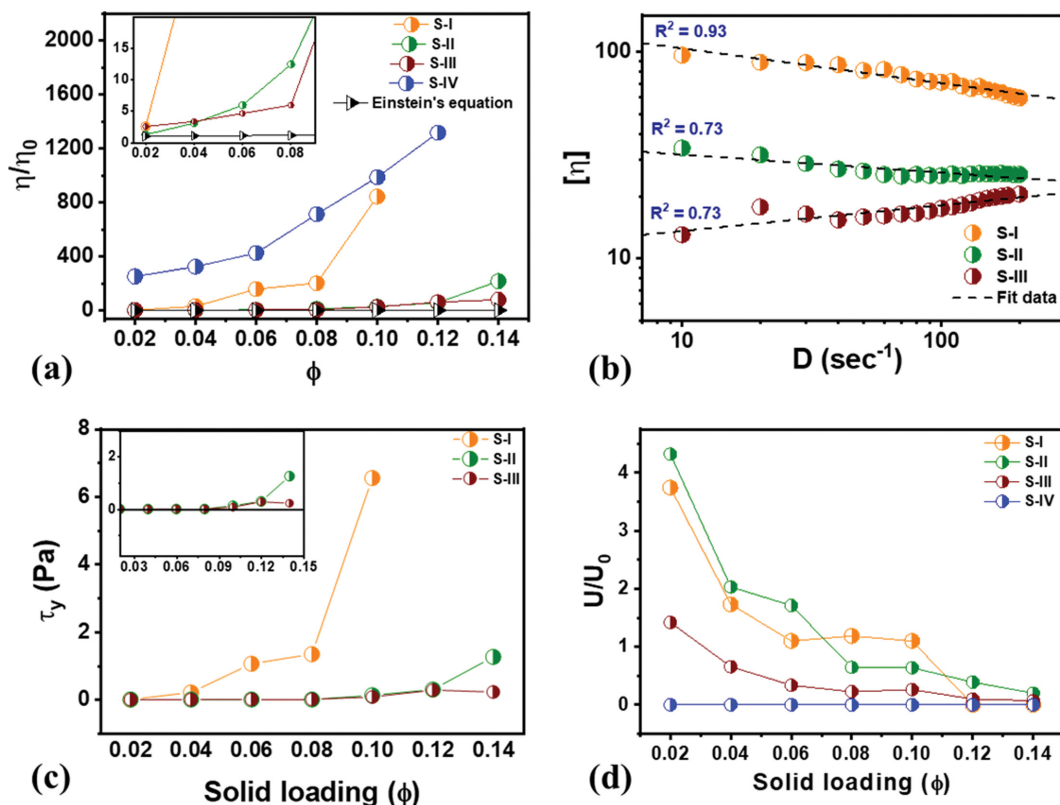 2000
1600
1200
800
400
0
η/η0
20
15
10
5
0
0.02 0.04 0.06 0.08
S-I
S-II
S-III
S-IV
Einstein's equation
0.02 0.04 0.06 0.08 0.10 0.12 0.14
ϕ
(a)
100
10
[η]
R² = 0.93
R² = 0.73
R² = 0.73
S-I
S-II
S-III
Fit data
10 100
D (sec⁻¹)
(b)
8
6
4
2
0
τy (Pa)
2
0
0.03 0.06 0.09 0.12 0.15
S-I
S-II
S-III
0.02 0.04 0.06 0.08 0.10 0.12 0.14
Solid loading (ϕ)
(c)
4
3
2
1
0
U/U0
S-I
S-II
S-III
S-IV
0.02 0.04 0.06 0.08 0.10 0.12 0.14
Solid loading (ϕ)
(d)